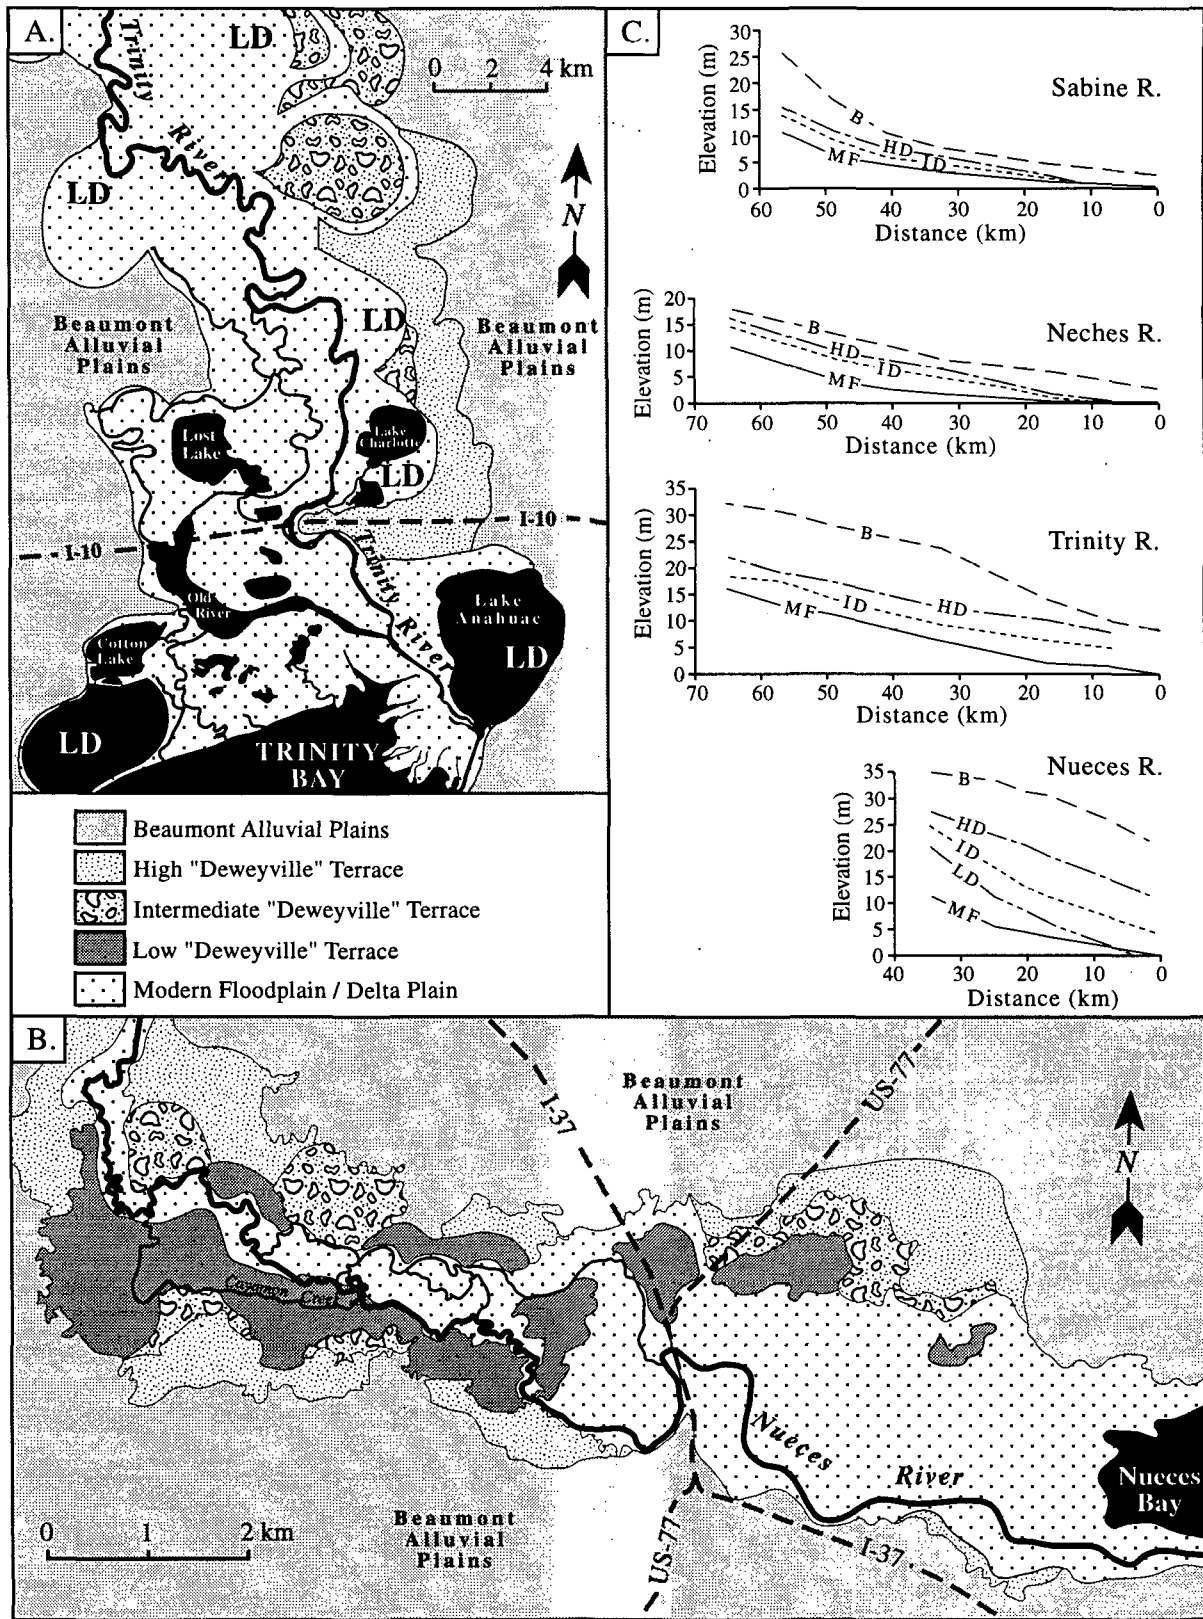 A.
Trinity
River
LD
0 2 4 km
N
LD
LD
Beaumont
Alluvial
Plains
Beaumont
Alluvial
Plains
Lost
Lake
Lake
Charlotte
LD
I-10
I-10
Trinity
River
Old
River
Lake
Anahuac
LD
Cotton
Lake
LD
TRINITY
BAY
Beaumont Alluvial Plains
High "Deweyville" Terrace
Intermediate "Deweyville" Terrace
Low "Deweyville" Terrace
Modern Floodplain / Delta Plain
C.
Sabine R.
Elevation (m)
30
25
20
15
10
5
0
B
HD
ID
MF
60 50 40 30 20 10 0
Distance (km)
Neches R.
Elevation (m)
20
15
10
5
0
B
HD
ID
MF
70 60 50 40 30 20 10 0
Distance (km)
Trinity R.
Elevation (m)
35
30
25
20
15
10
5
0
B
HD
ID
MF
70 60 50 40 30 20 10 0
Distance (km)
Nueces R.
Elevation (m)
35
30
25
20
15
10
5
0
B
HD
ID
LD
MF
40 30 20 10 0
Distance (km)
B.
I-37
Beaumont
Alluvial
Plains
US-77
N
Nueces
River
Nueces
Bay
Beaumont
Alluvial
Plains
0 1 2 km
US-77
I-37